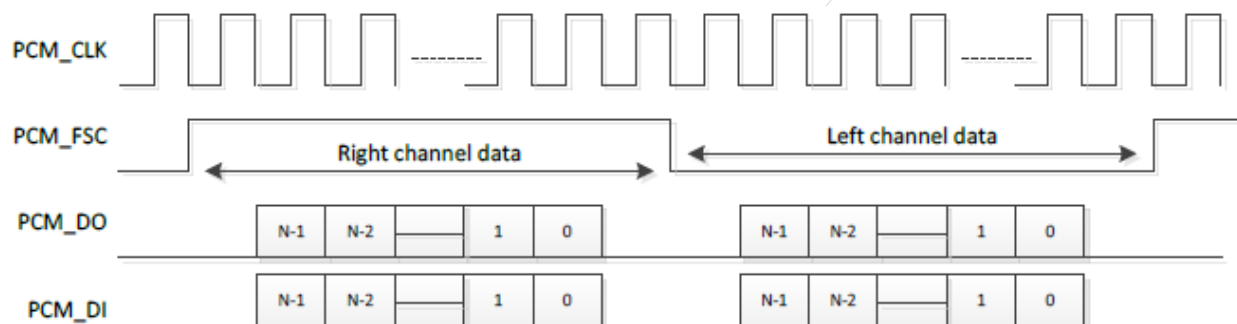 PCM_CLK
PCM_FSC
Right channel data
Left channel data
PCM_DO
N-1 N-2 1 0 N-1 N-2 1 0
PCM_DI
N-1 N-2 1 0 N-1 N-2 1 0